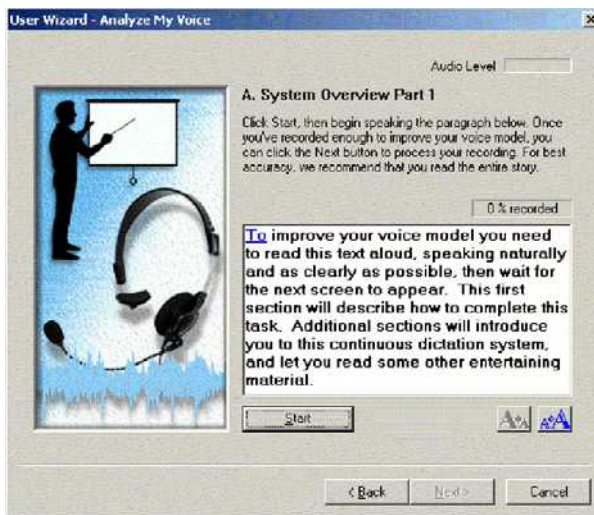 User Wizard - Analyze My Voice
Audio Level
A. System Overview Part 1
Click Start, then begin speaking the paragraph below. Once
you've recorded enough to improve your voice model, you
can click the Next button to process your recording. For best
accuracy, we recommend that you read the entire story.
0 % recorded
To improve your voice model you need
to read this text aloud, speaking naturally
and as clearly as possible, then wait for
the next screen to appear. This first
section will describe how to complete this
task. Additional sections will introduce
you to this continuous dictation system,
and let you read some other entertaining
material.
Start
AAA AAA
< Back Next > Cancel